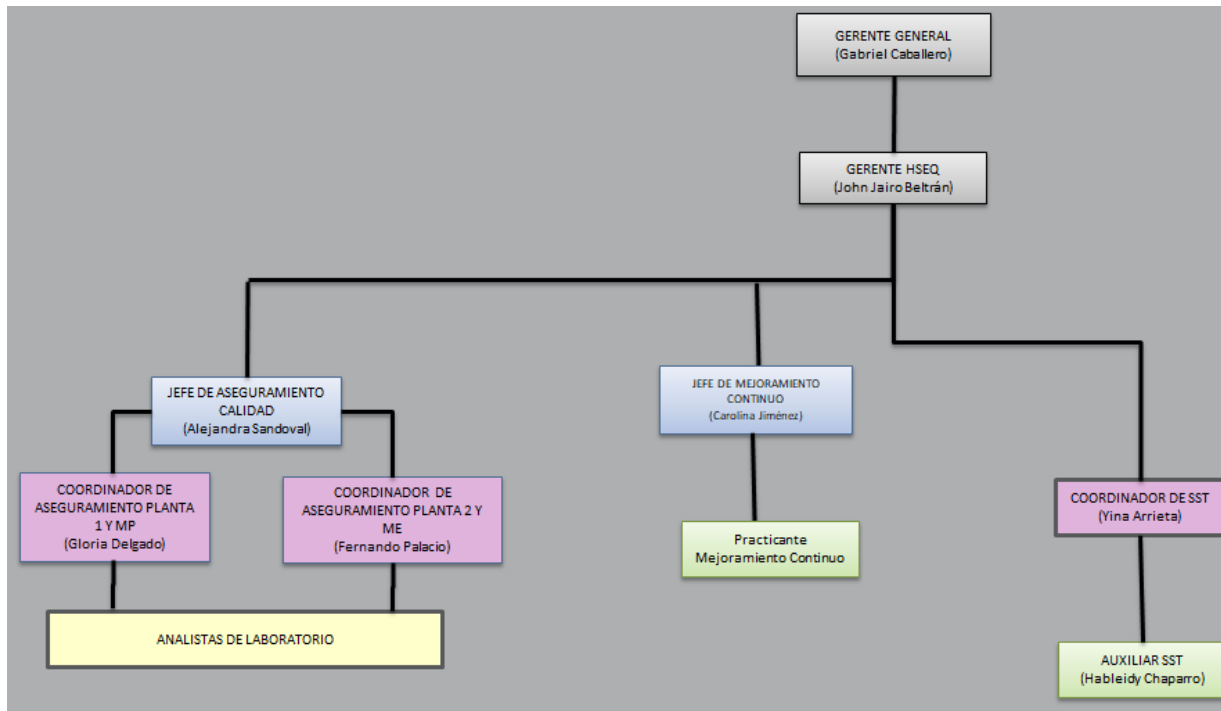 GERENTE GENERAL
(Gabriel Caballero)
GERENTE HSEQ
(John Jairo Beltrán)
JEFE DE ASEGURAMIENTO
CALIDAD
(Alejandra Sandoval)
JEFE DE MEJORAMIENTO
CONTINUO
(Carolina Jiménez)
COORDINADOR DE
ASEGURAMIENTO PLANTA
1 Y MP
(Gloria Delgado)
COORDINADOR DE
ASEGURAMIENTO PLANTA 2 Y
ME
(Fernando Palacio)
COORDINADOR DE SST
(Yina Arrieta)
Practicante
Mejoramiento Continuo
ANALISTAS DE LABORATORIO
AUXILIAR SST
(Hableidy Chaparro)